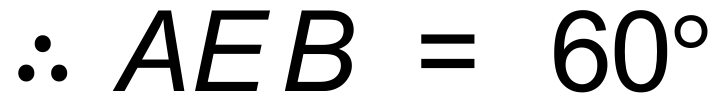 ∴ AEB = 60°